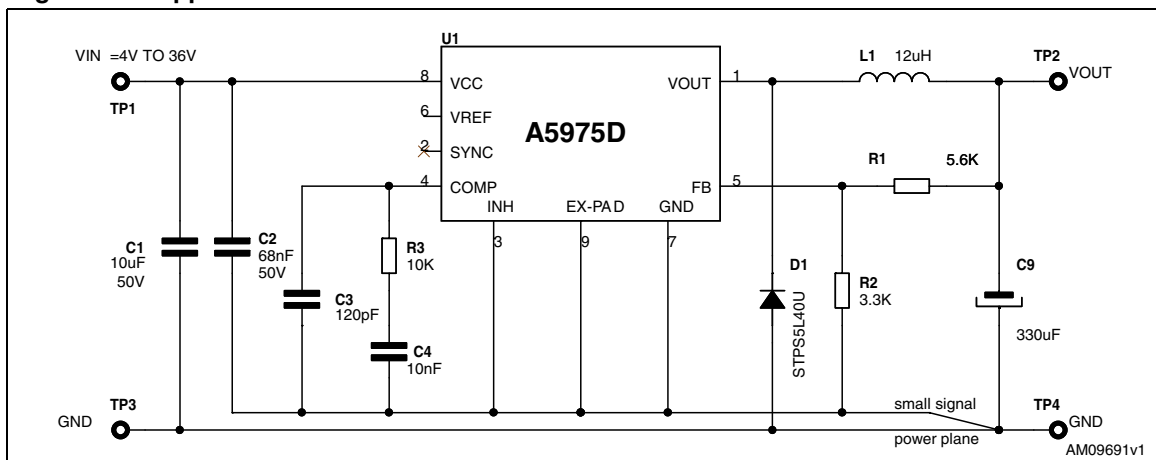 U1
VIN =4V TO 36V
L1 12uH
TP2
8 VCC
VOUT 1
VOUT
TP1
6 VREF
A5975D
2 SYNC
R1 5.6K
4 COMP
FB 5
INH
EX-PAD
GND
3
9
7
C1
10uF
50V
C2
68nF
50V
R3
10K
D1
STPS5L40U
R2
3.3K
C9
330uF
C3
120pF
C4
10nF
TP3
GND
small signal
power plane
TP4
GND
AM09691v1